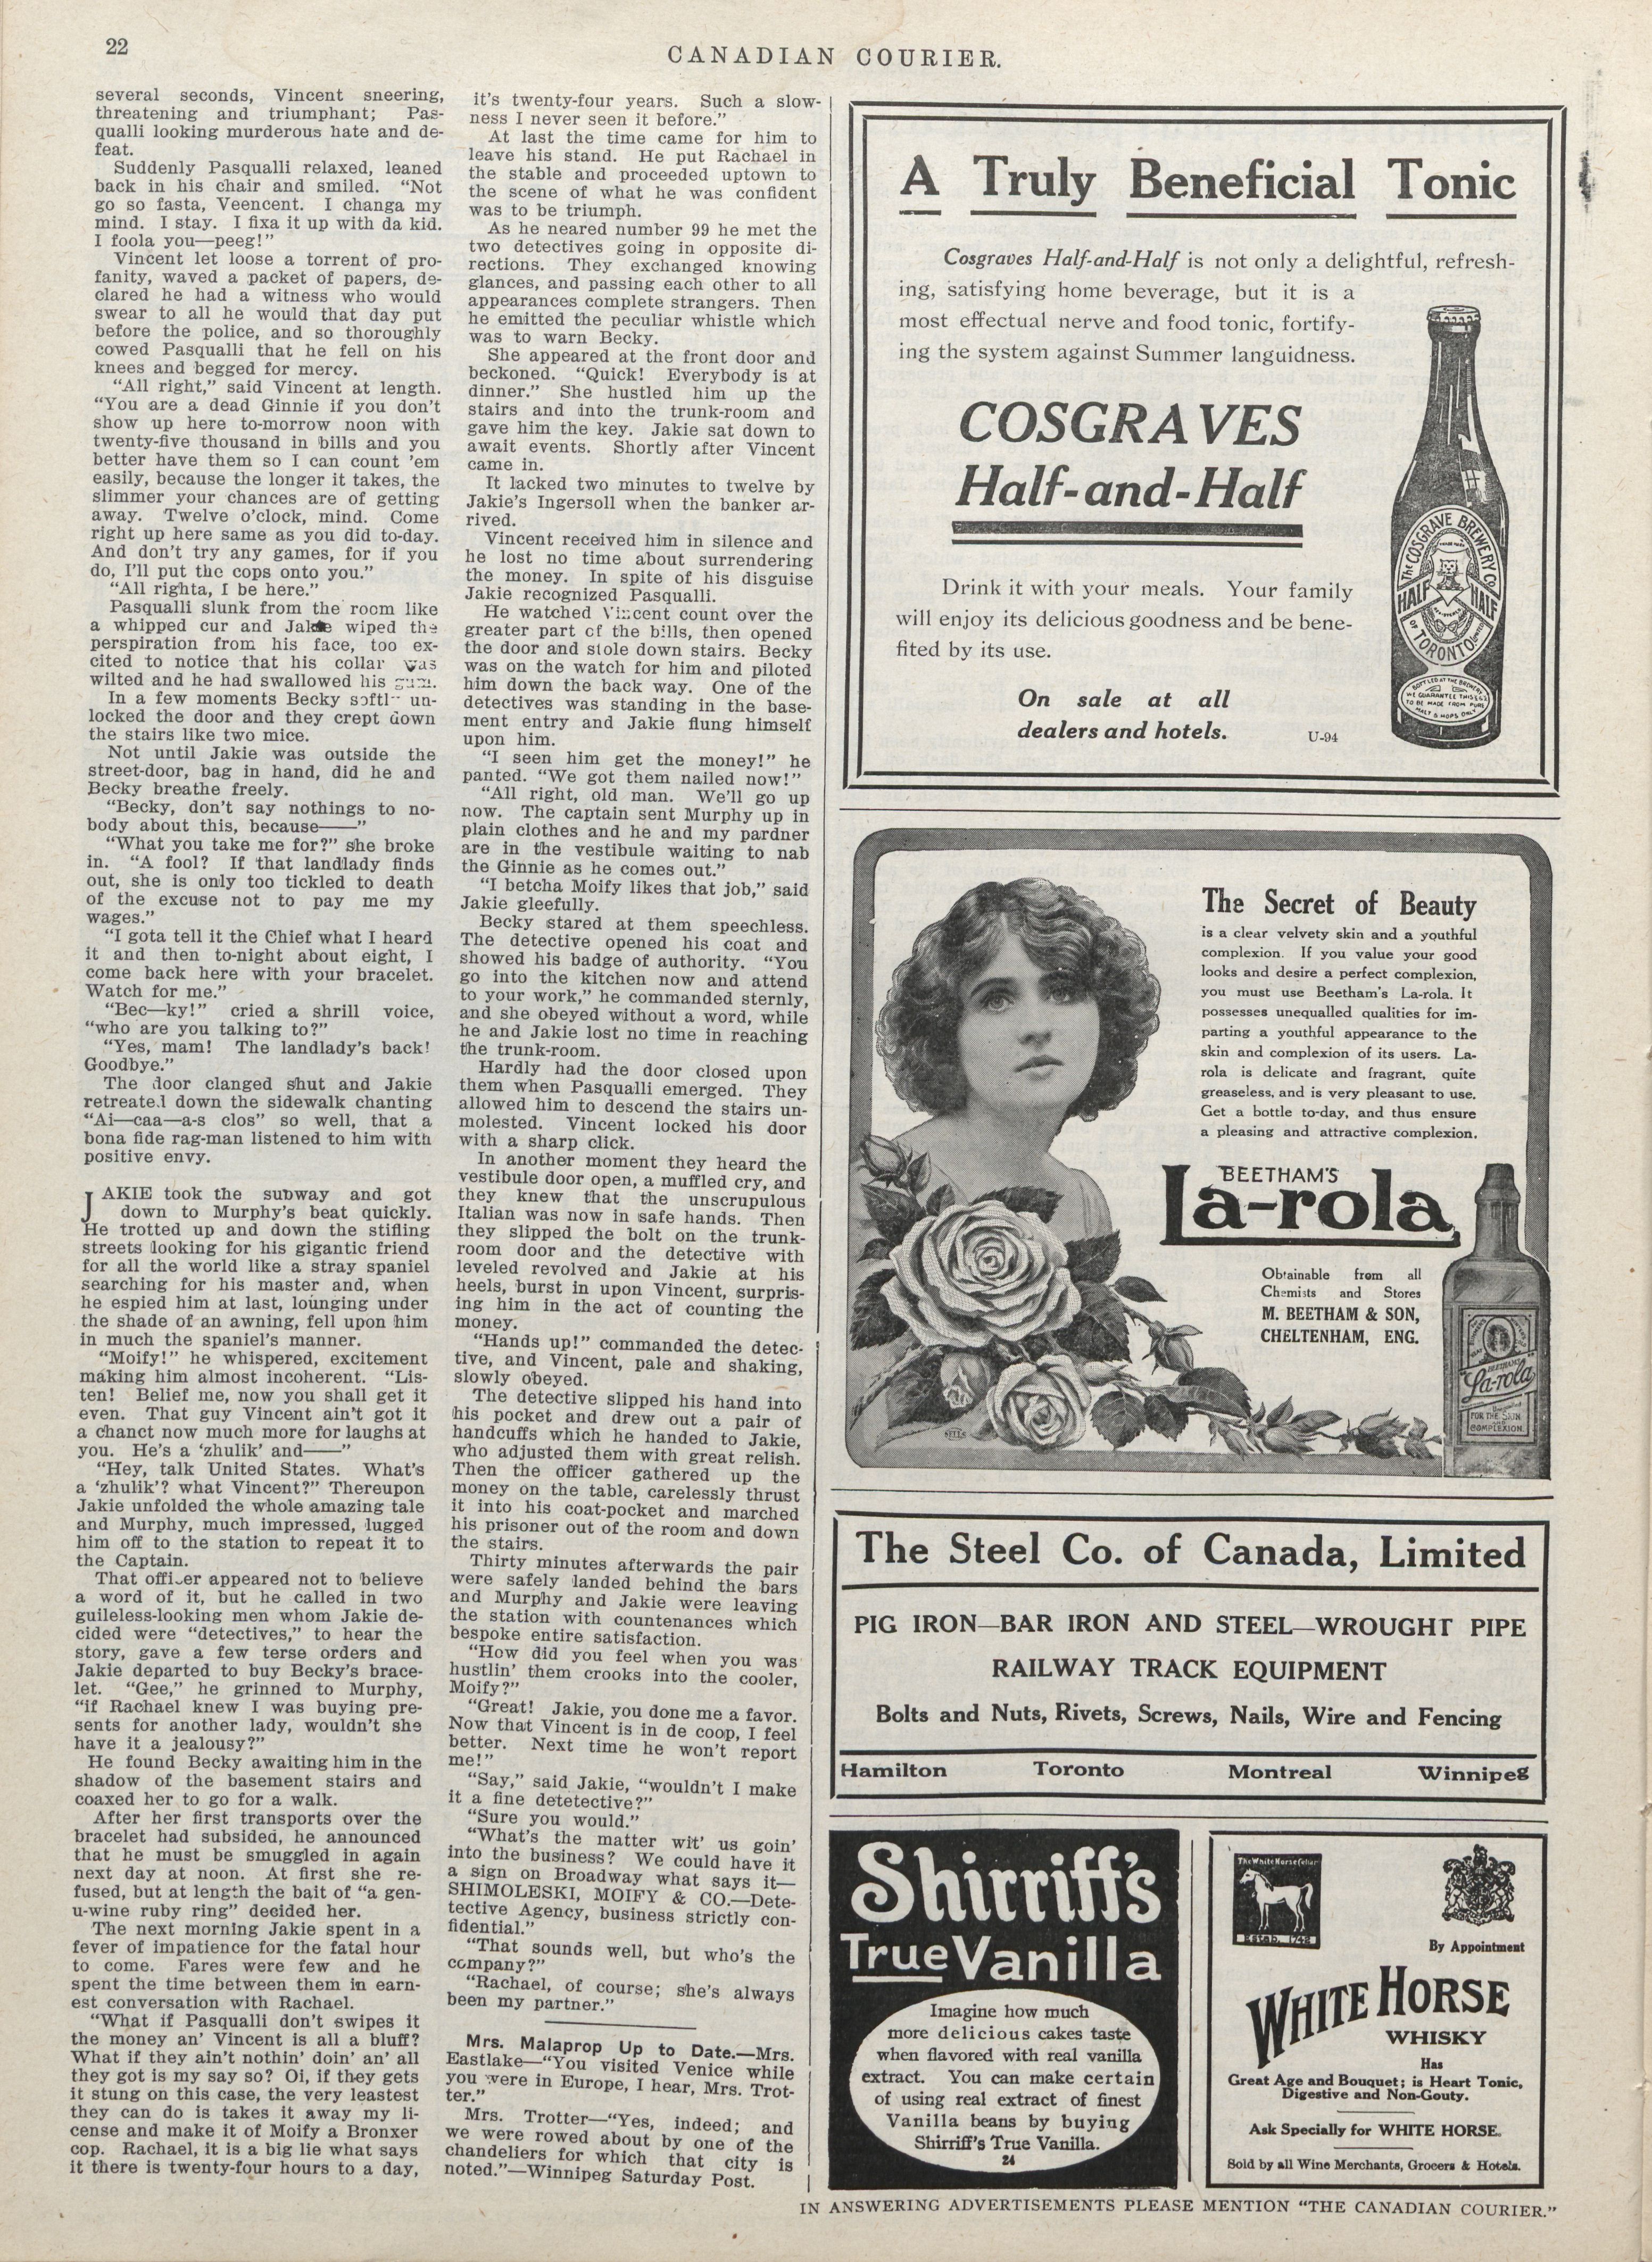 22
CANADIAN COURIER.
several seconds, Vincent sneering,
threatening and triumphant; Pas-
qualli looking murderous hate and de-
feat.
Suddenly Pasqualli relaxed, leaned
back in his chair and smiled. “Not
go so fasta, Veencent. I changa my
mind. I stay. I fixa it up with da kid.
I foola you—peeg!”
Vincent let loose a torrent of pro-
fanity, waved a packet of papers, de-
clared he had a witness who would
swear to all he would that day put
before the police, and so thoroughly
cowed Pasqualli that he fell on his
knees and begged for mercy.
“All right,” said Vincent at length.
“You are a dead Ginnie if you don't
show up here to-morrow noon with
twenty-five thousand in bills and you
better have them so I can count 'em
easily, because the longer it takes, the
slimmer your chances are of getting
away. Twelve o'clock, mind. Come
right up here same as you did to-day.
And don't try any games, for if you
do, I'll put the cops onto you.”
“All righta, I be here.”
Pasqualli slunk from the room like
a whipped cur and Jakie wiped the
perspiration from his face, too ex-
cited to notice that his collar was
wilted and he had swallowed his gum.
In a few moments Becky softly un-
locked the door and they crept down
the stairs like two mice.
Not until Jakie was outside the
street-door, bag in hand, did he and
Becky breathe freely.
“Becky, don't say nothings to no-
body about this, because——”
“What you take me for?” she broke
in. “A fool? If that landlady finds
out, she is only too tickled to death
of the excuse not to pay me my
wages.”
“I gota tell it the Chief what I heard
it and then to-night about eight, I
come back here with your bracelet.
Watch for me.”
“Bec—ky!” cried a shrill voice,
“who are you talking to?”
“Yes, mam! The landlady's back!
Goodbye.”
The door clanged shut and Jakie
retreated down the sidewalk chanting
“Ai—caa—a-s clos” so well, that a
bona fide rag-man listened to him with
positive envy.
JAKIE took the subway and got
down to Murphy's beat quickly.
He trotted up and down the stifling
streets looking for his gigantic friend
for all the world like a stray spaniel
searching for his master and, when
he espied him at last, lounging under
the shade of an awning, fell upon him
in much the spaniel's manner.
“Moify!” he whispered, excitement
making him almost incoherent. “Lis-
ten! Belief me, now you shall get it
even. That guy Vincent ain't got it
a chanct now much more for laughs at
you. He's a 'zhulik' and——”
“Hey, talk United States. What's
a 'zhulik'? what Vincent?” Thereupon
Jakie unfolded the whole amazing tale
and Murphy, much impressed, lugged
him off to the station to repeat it to
the Captain.
That officer appeared not to believe
a word of it, but he called in two
guileless-looking men whom Jakie de-
cided were “detectives,” to hear the
story, gave a few terse orders and
Jakie departed to buy Becky's brace-
let. “Gee,” he grinned to Murphy,
“if Rachael knew I was buying pre-
sents for another lady, wouldn't she
have it a jealousy?”
He found Becky awaiting him in the
shadow of the basement stairs and
coaxed her to go for a walk.
After her first transports over the
bracelet had subsided, he announced
that he must be smuggled in again
next day at noon. At first she re-
fused, but at length the bait of “a gen-
u-wine ruby ring” decided her.
The next morning Jakie spent in a
fever of impatience for the fatal hour
to come. Fares were few and he
spent the time between them in earn-
est conversation with Rachael.
“What if Pasqualli don't swipes it
the money an' Vincent is all a bluff?
What if they ain't nothin' doin' an' all
they got is my say so? Oi, if they gets
it stung on this case, the very leastest
they can do is takes it away my li-
cense and make it of Moify a Bronxer
cop. Rachael, it is a big lie what says
it there is twenty-four hours to a day,
it's twenty-four years. Such a slow-
ness I never seen it before.”
At last the time came for him to
leave his stand. He put Rachael in
the stable and proceeded uptown to
the scene of what he was confident
was to be triumph.
As he neared number 99 he met the
two detectives going in opposite di-
rections. They exchanged knowing
glances, and passing each other to all
appearances complete strangers. Then
he emitted the peculiar whistle which
was to warn Becky.
She appeared at the front door and
beckoned. “Quick! Everybody is at
dinner.” She hustled him up the
stairs and into the trunk-room and
gave him the key. Jakie sat down to
await events. Shortly after Vincent
came in.
It lacked two minutes to twelve by
Jakie's Ingersoll when the banker ar-
rived.
Vincent received him in silence and
he lost no time about surrendering
the money. In spite of his disguise
Jakie recognized Pasqualli.
He watched Vincent count over the
greater part of the bills, then opened
the door and stole down stairs. Becky
was on the watch for him and piloted
him down the back way. One of the
detectives was standing in the base-
ment entry and Jakie flung himself
upon him.
“I seen him get the money!” he
panted. “We got them nailed now!”
“All right, old man. We'll go up
now. The captain sent Murphy up in
plain clothes and he and my pardner
are in the vestibule waiting to nab
the Ginnie as he comes out.”
“I betcha Moify likes that job,” said
Jakie gleefully.
Becky stared at them speechless.
The detective opened his coat and
showed his badge of authority. “You
go into the kitchen now and attend
to your work,” he commanded sternly,
and she obeyed without a word, while
he and Jakie lost no time in reaching
the trunk-room.
Hardly had the door closed upon
them when Pasqualli emerged. They
allowed him to descend the stairs un-
molested. Vincent locked his door
with a sharp click.
In another moment they heard the
vestibule door open, a muffled cry, and
they knew that the unscrupulous
Italian was now in safe hands. Then
they slipped the bolt on the trunk-
room door and the detective with
leveled revolved and Jakie at his
heels, burst in upon Vincent, surpris-
ing him in the act of counting the
money.
“Hands up!” commanded the detec-
tive, and Vincent, pale and shaking,
slowly obeyed.
The detective slipped his hand into
his pocket and drew out a pair of
handcuffs which he handed to Jakie,
who adjusted them with great relish.
Then the officer gathered up the
money on the table, carelessly thrust
it into his coat-pocket and marched
his prisoner out of the room and down
the stairs.
Thirty minutes afterwards the pair
were safely landed behind the bars
and Murphy and Jakie were leaving
the station with countenances which
bespoke entire satisfaction.
“How did you feel when you was
hustlin' them crooks into the cooler,
Moify?”
“Great! Jakie, you done me a favor.
Now that Vincent is in de coop, I feel
better. Next time he won't report
me!”
“Say,” said Jakie, “wouldn't I make
it a fine detetective?”
“Sure you would.”
“What's the matter wit' us goin'
into the business? We could have it
a sign on Broadway what says it—
SHIMOLESKI, MOIFY & CO.—Dete-
tective Agency, business strictly con-
fidential.”
“That sounds well, but who's the
company?”
“Rachael, of course; she's always
been my partner.”
Mrs. Malaprop Up to Date.—Mrs.
Eastlake—“You visited Venice while
you were in Europe, I hear, Mrs. Trot-
ter.”
Mrs. Trotter—“Yes, indeed; and
we were rowed about by one of the
chandeliers for which that city is
noted.”—Winnipeg Saturday Post.
A Truly Beneficial Tonic
Cosgraves Half-and-Half is not only a delightful, refresh-
ing, satisfying home beverage, but it is a
most effectual nerve and food tonic, fortify-
ing the system against Summer languidness.
COSGRAVES
Half-and-Half
Drink it with your meals. Your family
will enjoy its delicious goodness and be bene-
fited by its use.
On sale at all
dealers and hotels.
U-94
The COSGRAVE BREWERY Co
HALF HALF
OF TORONTO
BOTTLED AT THE BREWERY
WE GUARANTEE THIS
TO BE MADE FROM PURE
MALT & HOPS ONLY
The Secret of Beauty
is a clear velvety skin and a youthful
complexion. If you value your good
looks and desire a perfect complexion,
you must use Beetham's La-rola. It
possesses unequalled qualities for im-
parting a youthful appearance to the
skin and complexion of its users. La-
rola is delicate and fragrant, quite
greaseless, and is very pleasant to use.
Get a bottle to-day, and thus ensure
a pleasing and attractive complexion.
BEETHAM'S
La-rola
Obtainable from all
Chemists and Stores
M. BEETHAM & SON,
CHELTENHAM, ENG.
BEETHAM'S
La-rola
FOR THE SKIN
AND
COMPLEXION
The Steel Co. of Canada, Limited
PIG IRON—BAR IRON AND STEEL—WROUGHT PIPE
RAILWAY TRACK EQUIPMENT
Bolts and Nuts, Rivets, Screws, Nails, Wire and Fencing
Hamilton Toronto Montreal Winnipeg
Shirriff's
True Vanilla
Imagine how much
more delicious cakes taste
when flavored with real vanilla
extract. You can make certain
of using real extract of finest
Vanilla beans by buying
Shirriff's True Vanilla.
24
The White Horse Cellar
Estab. 1742
By Appointment
WHITE HORSE
WHISKY
Has
Great Age and Bouquet; is Heart Tonic,
Digestive and Non-Gouty.
Ask Specially for WHITE HORSE.
Sold by all Wine Merchants, Grocers & Hotels.
IN ANSWERING ADVERTISEMENTS PLEASE MENTION “THE CANADIAN COURIER.”